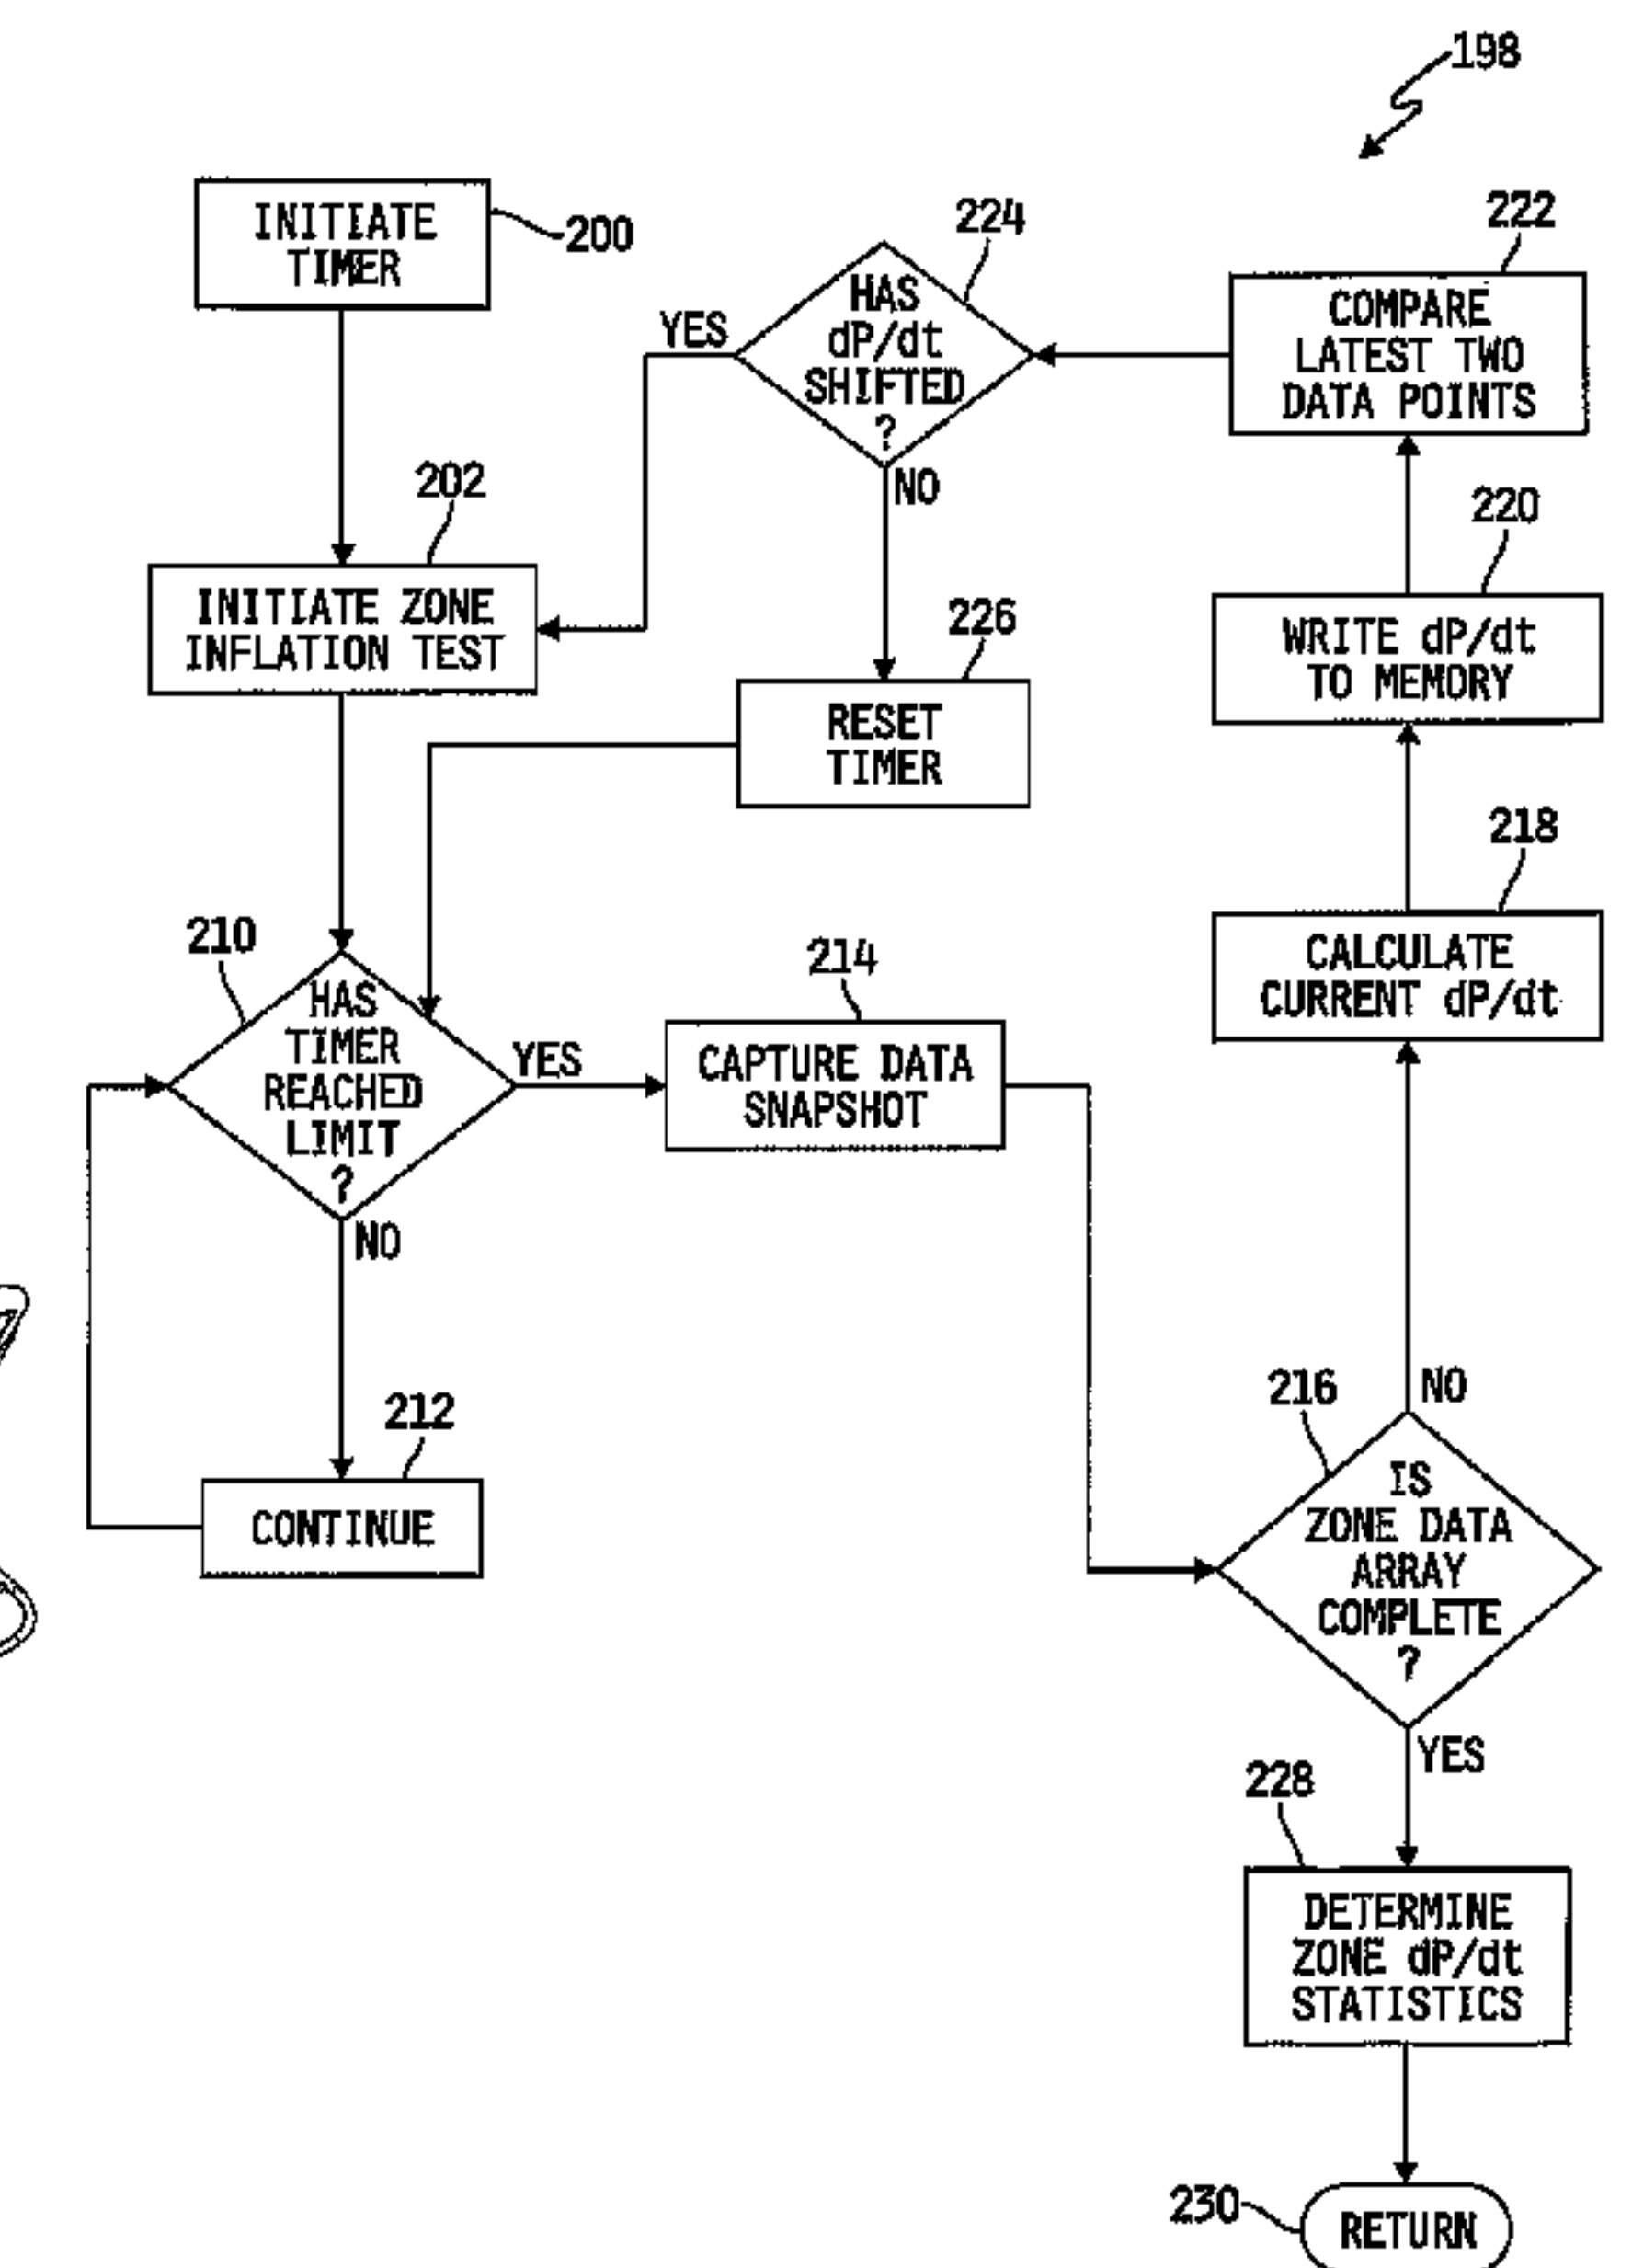 198
INITIATE
TIMER
200
224
222
HAS
dP/dt
SHIFTED
?
YES
NO
COMPARE
LATEST TWO
DATA POINTS
202
INITIATE ZONE
INFLATION TEST
220
WRITE dP/dt
TO MEMORY
226
RESET
TIMER
218
CALCULATE
CURRENT dP/dt
210
HAS
TIMER
REACHED
LIMIT
?
YES
NO
214
CAPTURE DATA
SNAPSHOT
212
CONTINUE
216
NO
IS
ZONE DATA
ARRAY
COMPLETE
?
YES
228
DETERMINE
ZONE dP/dt
STATISTICS
230
RETURN